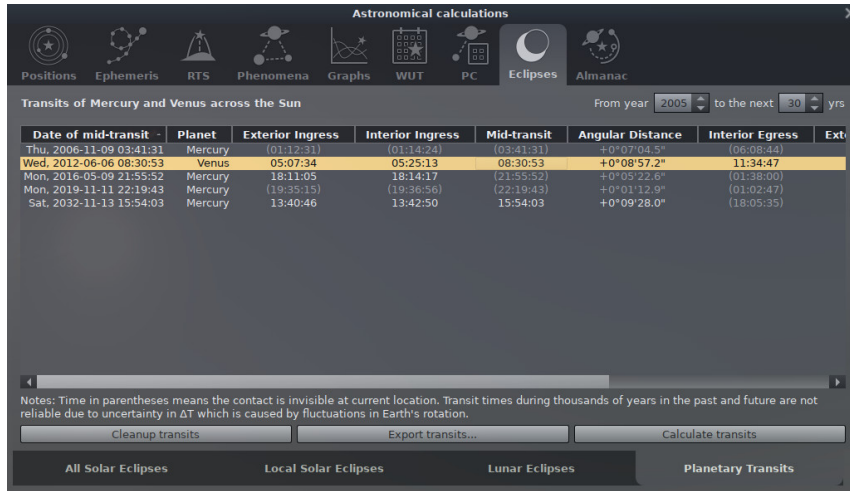 Astronomical calculations
Positions Ephemeris RTS Phenomena Graphs WUT PC Eclipses Almanac
Transits of Mercury and Venus across the Sun From year 2005 to the next 30 yrs
Date of mid-transit Planet Exterior Ingress Interior Ingress Mid-transit Angular Distance Interior Egress Exte
Thu, 2006-11-09 03:41:31 Mercury (01:12:31) (01:14:24) (03:41:31) +0°07'04.5" (06:08:44)
Wed, 2012-06-06 08:30:53 Venus 05:07:34 05:25:13 08:30:53 +0°08'57.2" 11:34:47
Mon, 2016-05-09 21:55:52 Mercury 18:11:05 18:14:17 (21:55:52) +0°05'22.6" (01:38:00)
Mon, 2019-11-11 22:19:43 Mercury (19:35:15) (19:36:56) (22:19:43) +0°01'12.9" (01:02:47)
Sat, 2032-11-13 15:54:03 Mercury 13:40:46 13:42:50 15:54:03 +0°09'28.0" (18:05:35)
Notes: Time in parentheses means the contact is invisible at current location. Transit times during thousands of years in the past and future are not
reliable due to uncertainty in ΔT which is caused by fluctuations in Earth's rotation.
Cleanup transits Export transits... Calculate transits
All Solar Eclipses Local Solar Eclipses Lunar Eclipses Planetary Transits